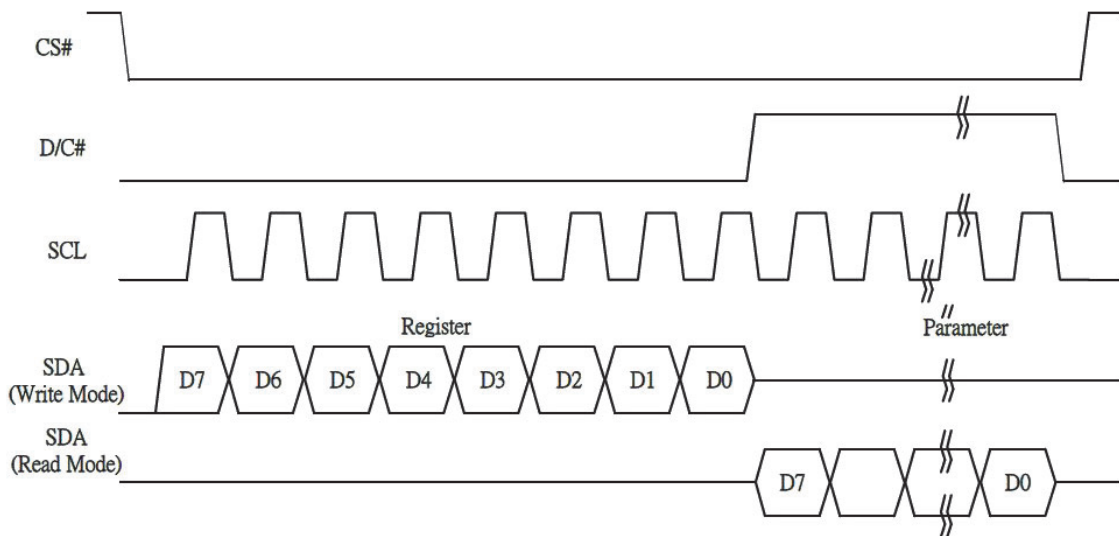 CS#
D/C#
SCL
Register Parameter
SDA
(Write Mode)
D7 D6 D5 D4 D3 D2 D1 D0
SDA
(Read Mode)
D7 D0